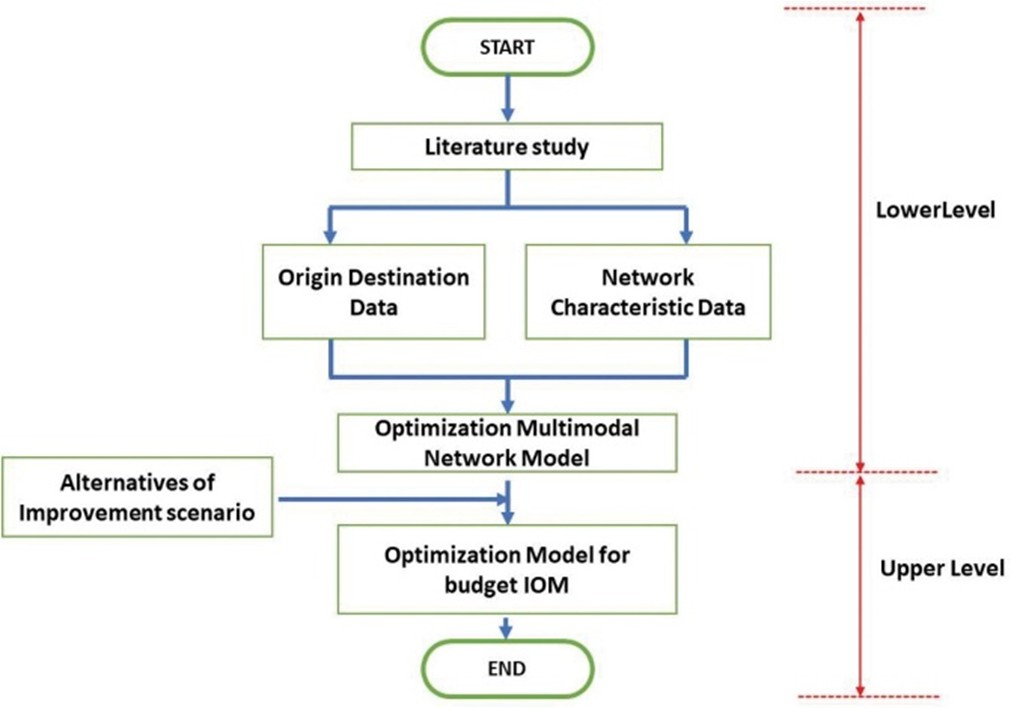 START
Literature study
LowerLevel
Origin Destination
Data
Network
Characteristic Data
Optimization Multimodal
Network Model
Alternatives of
Improvement scenario
Optimization Model for
budget IOM
Upper Level
END